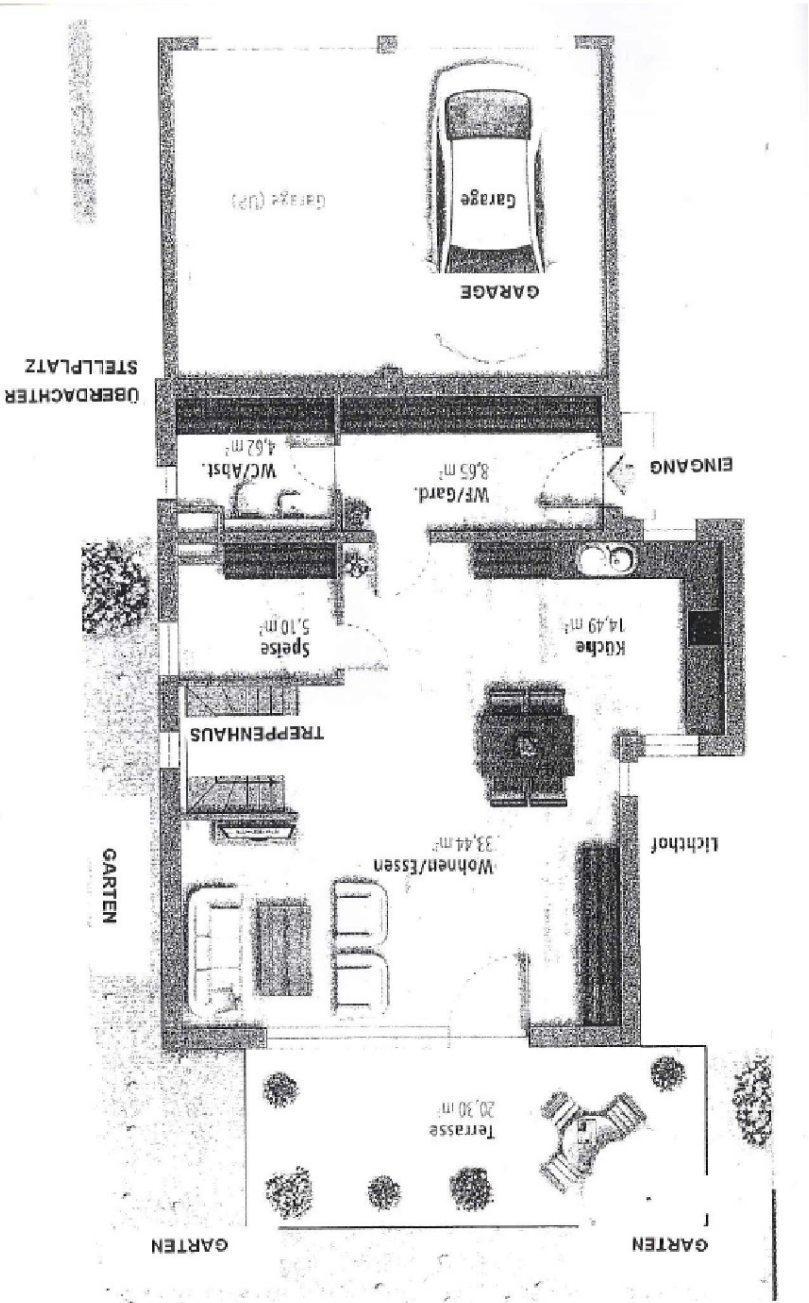 GARTEN
GARTEN
Terrasse
20,30 m²
GARTEN
Wohnen/Essen
33,44 m²
Lichthof
TREPPENHAUS
Küche
14,49 m²
Speise
5,10 m²
EINGANG
WF/Gard.
8,65 m²
WC/Abst.
4,62 m²
ÜBERDACHTER
STELLPLATZ
GARAGE
Garage
Garage (UP)